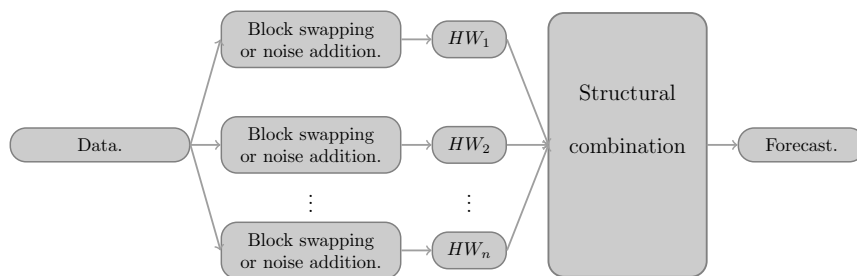 Block swapping
or noise addition.
HW₁
Structural
combination
Data.
Block swapping
or noise addition.
HW₂
Forecast.
⋮
⋮
Block swapping
or noise addition.
HWₙ